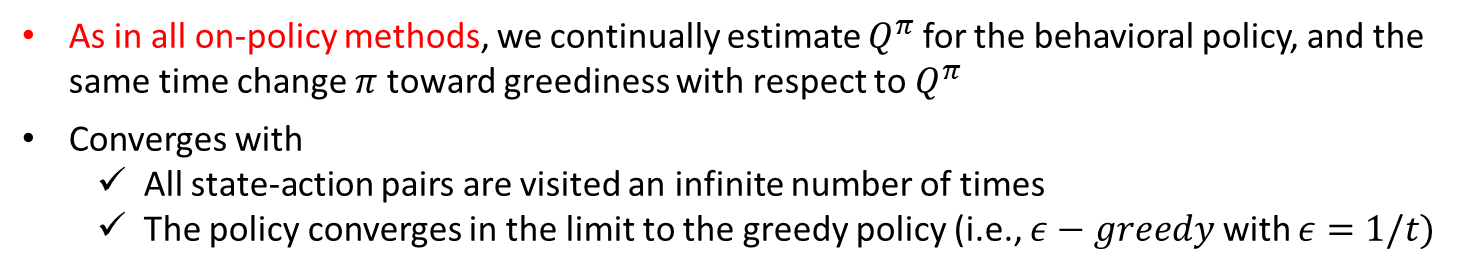 • As in all on-policy methods, we continually estimate Q^π for the behavioral policy, and the
same time change π toward greediness with respect to Q^π
• Converges with
✓ All state-action pairs are visited an infinite number of times
✓ The policy converges in the limit to the greedy policy (i.e., ϵ − greedy with ϵ = 1/t)